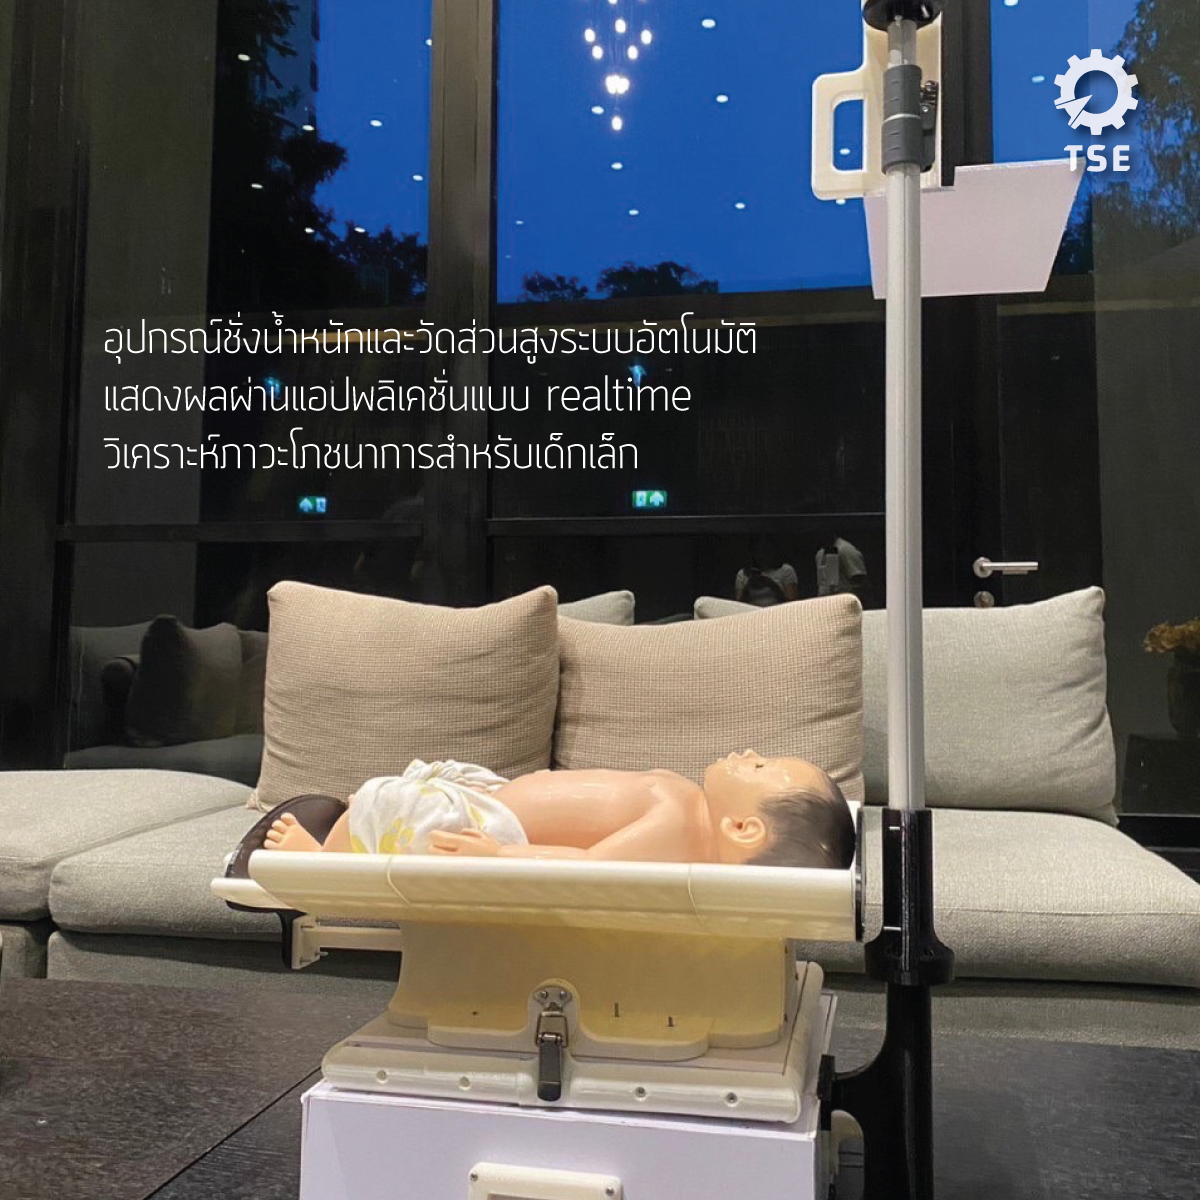 TSE
อุปกรณ์ชั่งน้ำหนักและวัดส่วนสูงระบบอัตโนมัติ
แสดงผลผ่านแอปพลิเคชั่นแบบ realtime
วิเคราะห์ภาวะโภชนาการสำหรับเด็กเล็ก